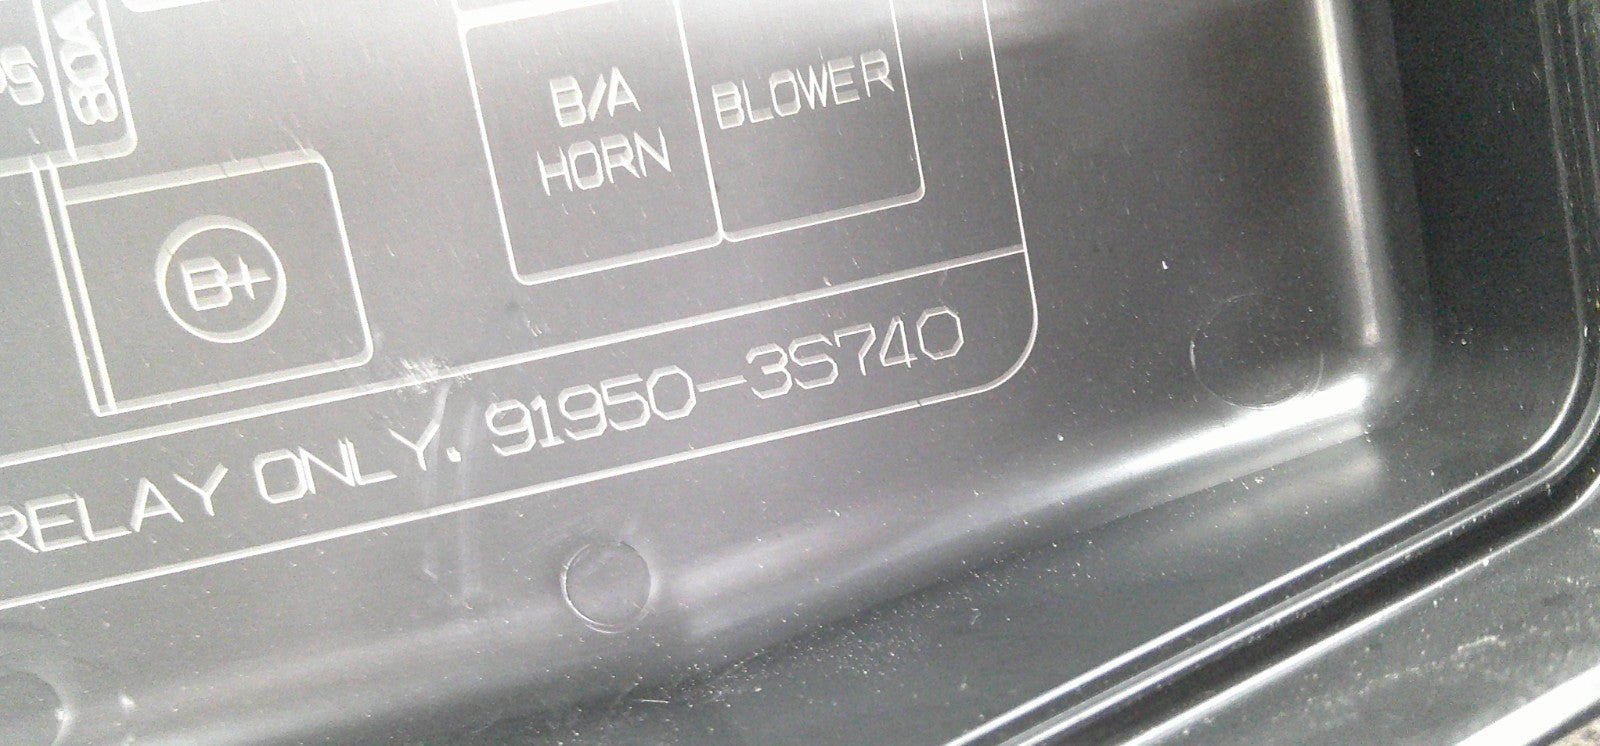 80A
B/A
HORN
BLOWER
B+
RELAY ONLY. 91950-3S740